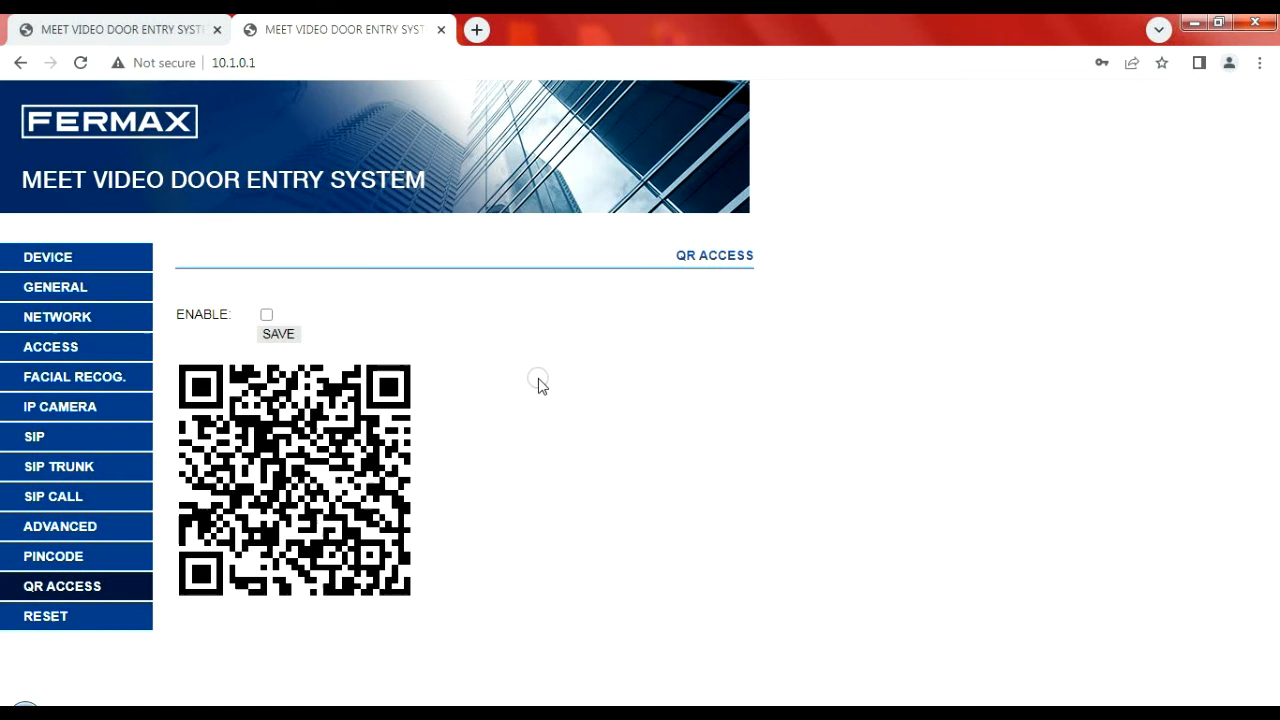 MEET VIDEO DOOR ENTRY SYST
MEET VIDEO DOOR ENTRY SYST
Not secure
10.1.0.1
FERMAX
MEET VIDEO DOOR ENTRY SYSTEM
DEVICE
GENERAL
NETWORK
ACCESS
FACIAL RECOG.
IP CAMERA
SIP
SIP TRUNK
SIP CALL
ADVANCED
PINCODE
QR ACCESS
RESET
QR ACCESS
ENABLE:
SAVE